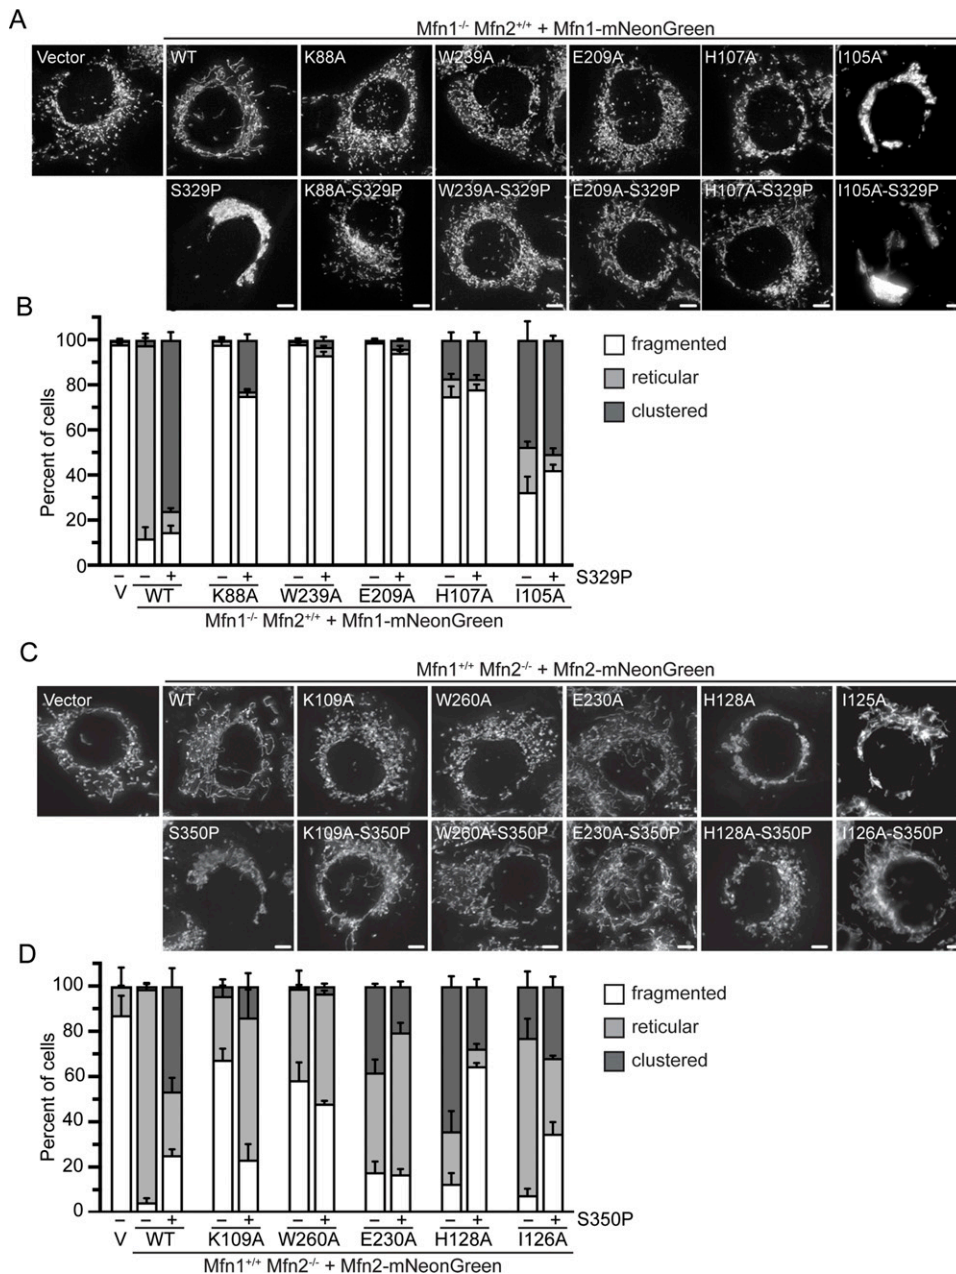 A
Mfn1-/- Mfn2+/+ + Mfn1-mNeonGreen
Vector WT K88A W239A E209A H107A I105A
S329P K88A-S329P W239A-S329P E209A-S329P H107A-S329P I105A-S329P
B
Percent of cells
100
80
60
40
20
0
fragmented
reticular
clustered
– – + – + – + – + – + – + S329P
V WT K88A W239A E209A H107A I105A
Mfn1-/- Mfn2+/+ + Mfn1-mNeonGreen
C
Mfn1+/+ Mfn2-/- + Mfn2-mNeonGreen
Vector WT K109A W260A E230A H128A I125A
S350P K109A-S350P W260A-S350P E230A-S350P H128A-S350P I126A-S350P
D
Percent of cells
100
80
60
40
20
0
fragmented
reticular
clustered
– – + – + – + – + – + – + S350P
V WT K109A W260A E230A H128A I126A
Mfn1+/+ Mfn2-/- + Mfn2-mNeonGreen